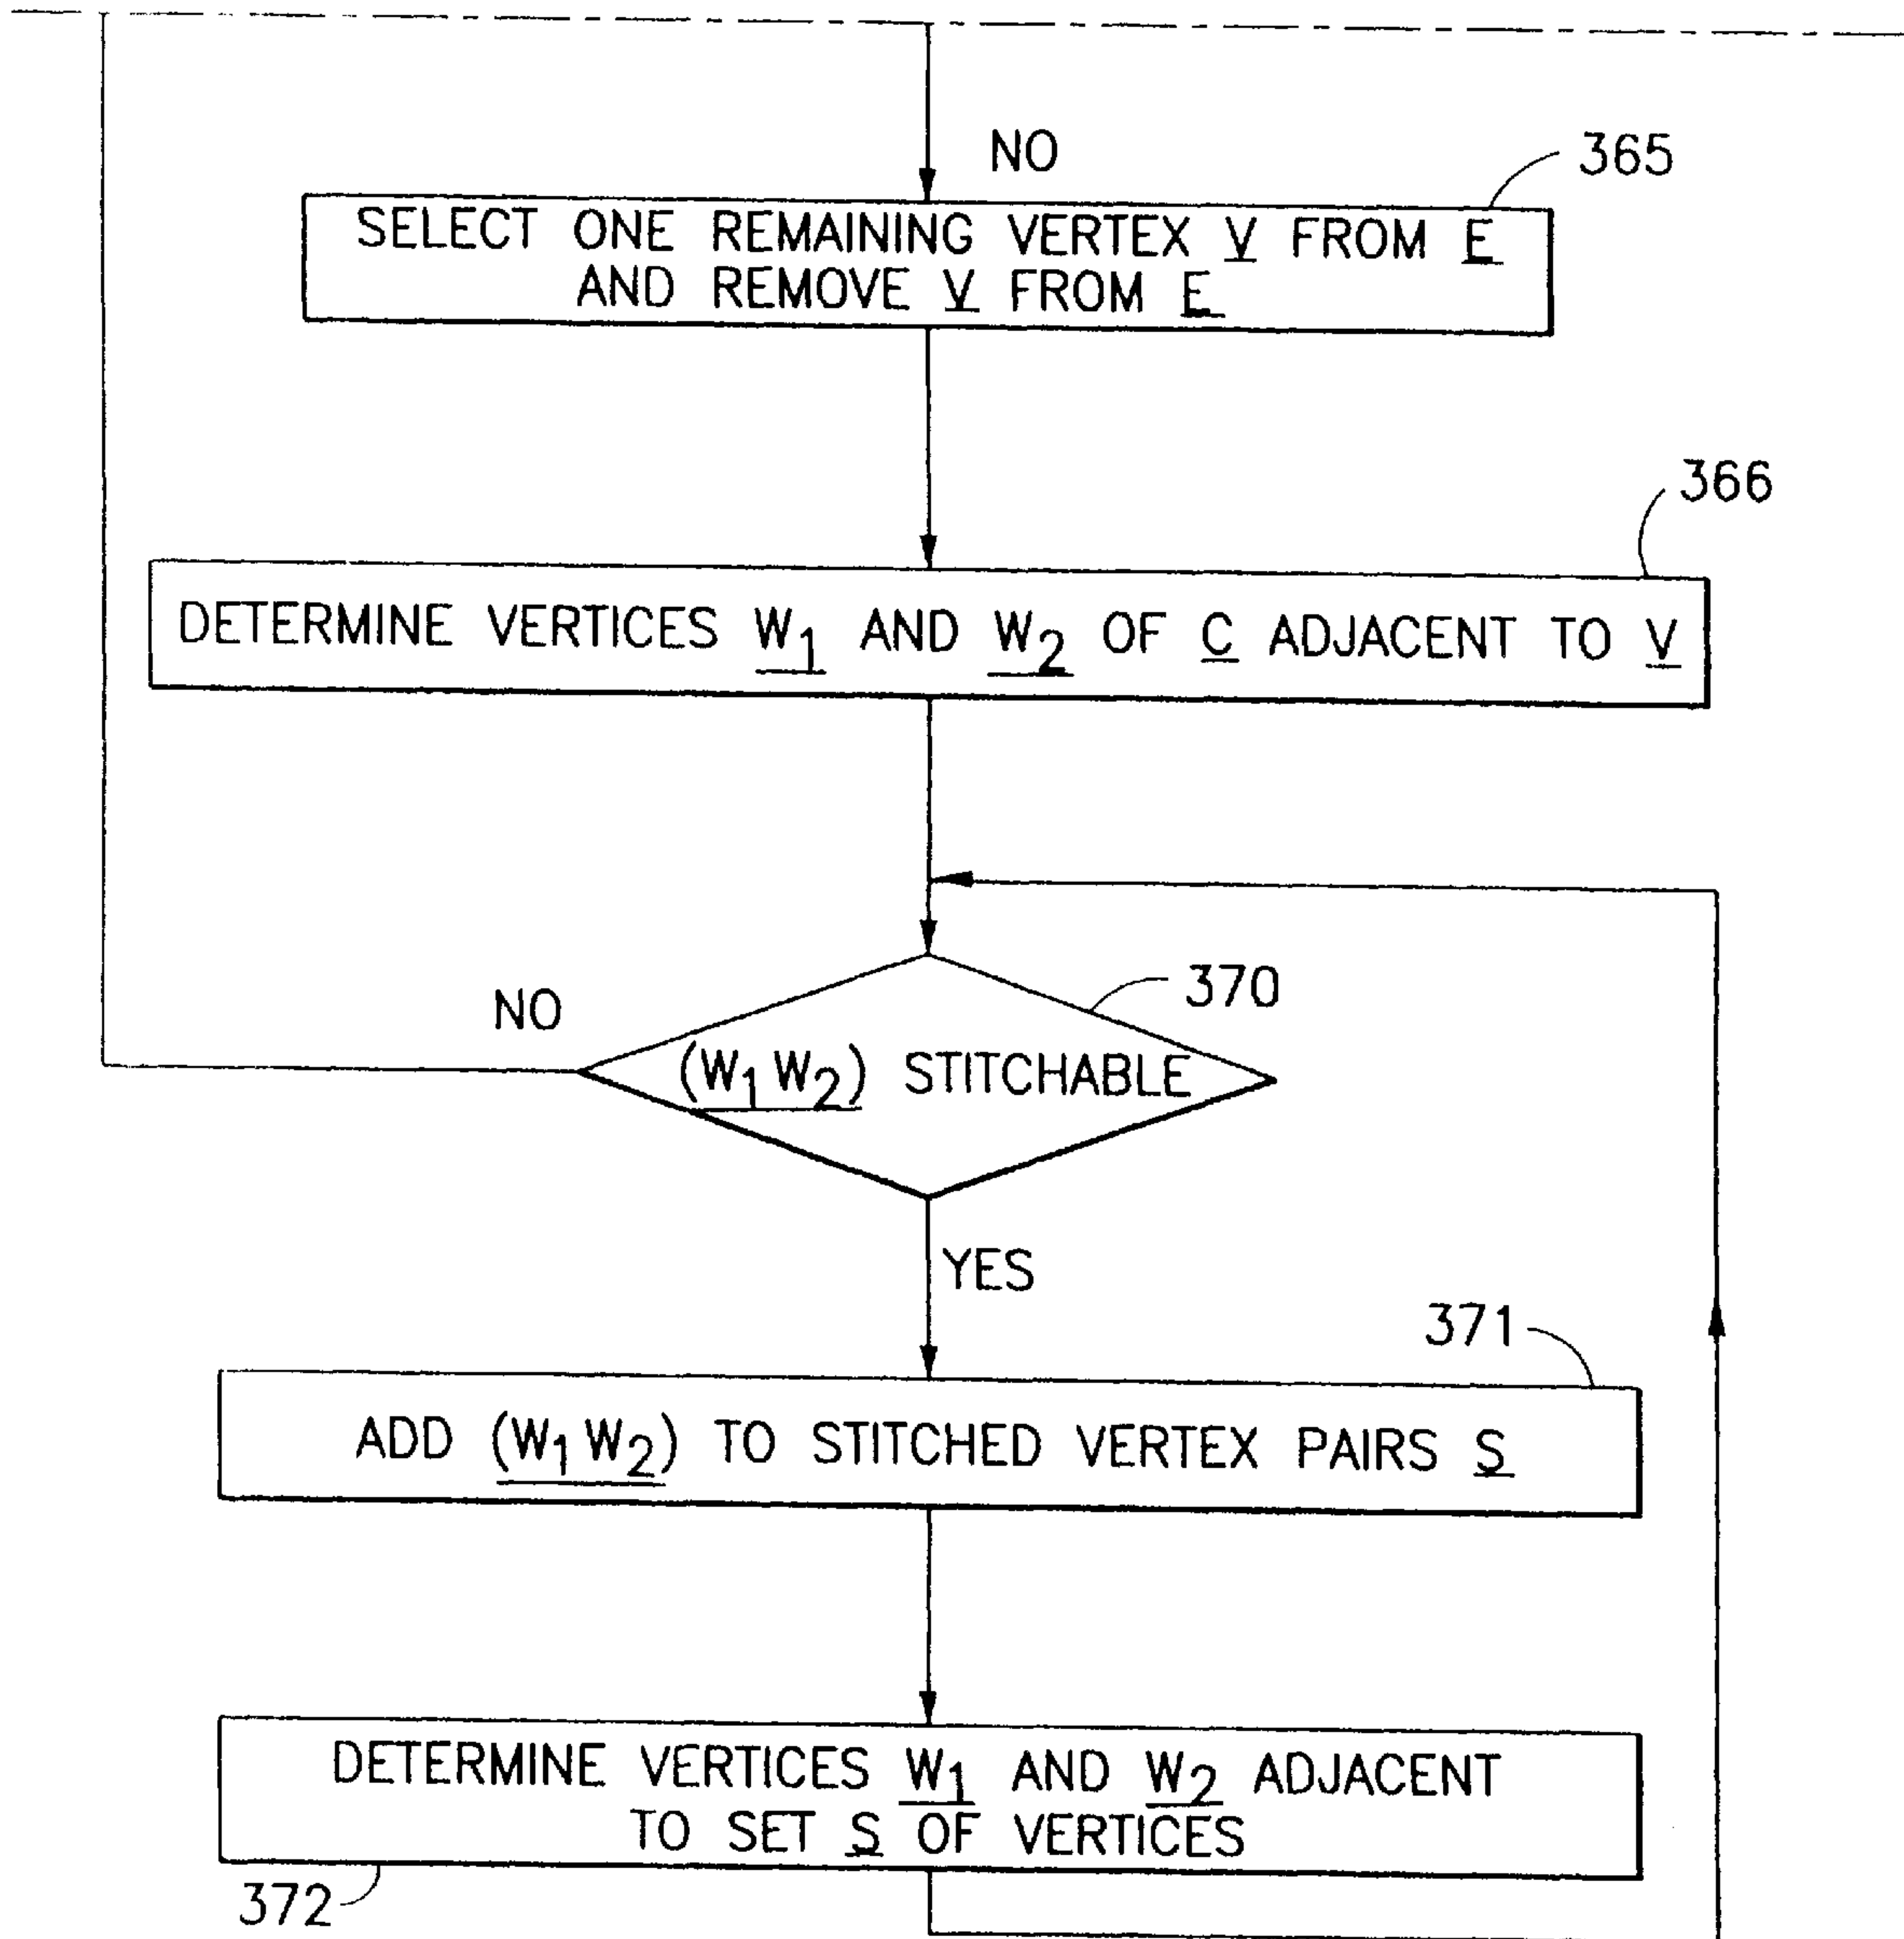 NO
365
SELECT ONE REMAINING VERTEX V FROM E
AND REMOVE V FROM E
366
DETERMINE VERTICES W1 AND W2 OF C ADJACENT TO V
370
NO
(W1 W2) STITCHABLE
YES
371
ADD (W1 W2) TO STITCHED VERTEX PAIRS S
DETERMINE VERTICES W1 AND W2 ADJACENT
TO SET S OF VERTICES
372